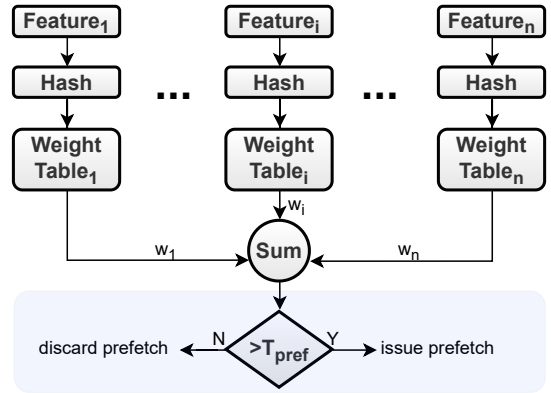 Feature1 Featurei Featuren
Hash ... Hash ... Hash
Weight Table1 Weight Tablei Weight Tablen
wi
w1 Sum wn
N >Tpref Y
discard prefetch issue prefetch